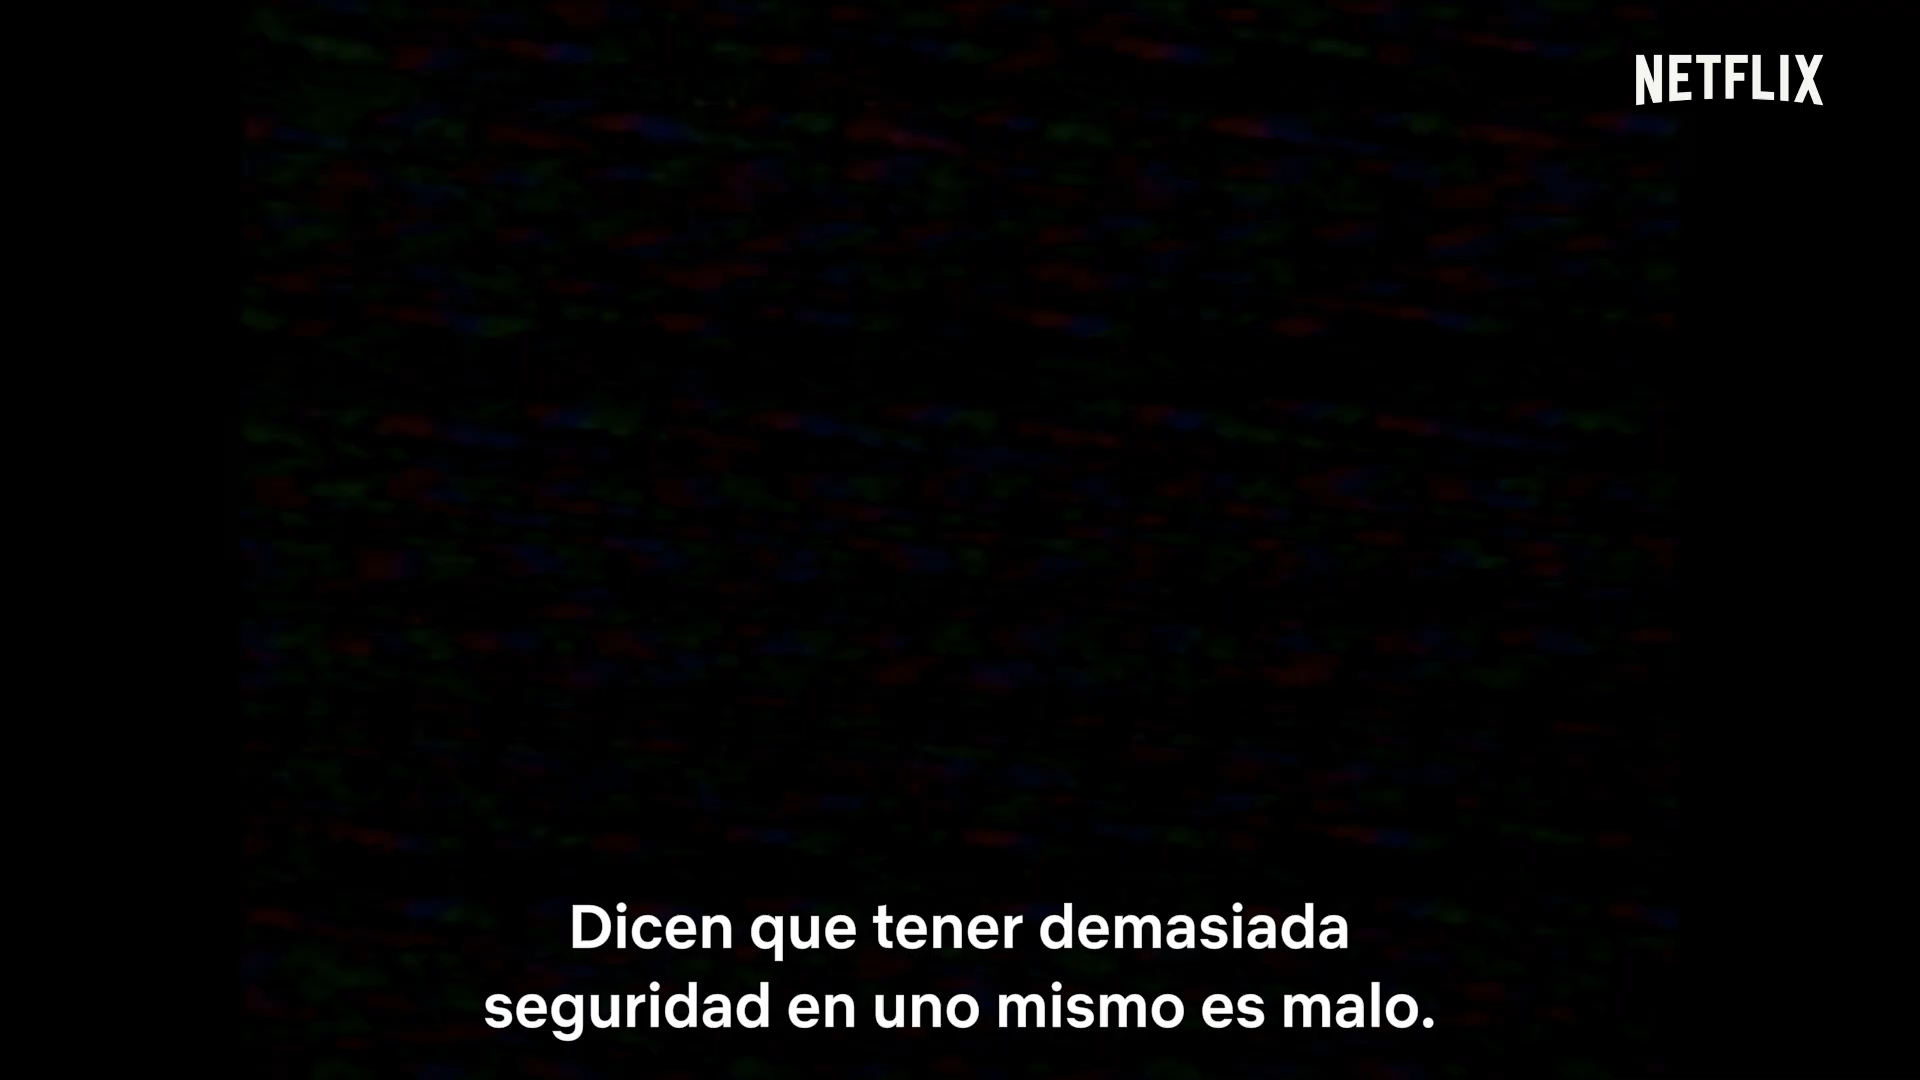 NETFLIX
Dicen que tener demasiada
seguridad en uno mismo es malo.